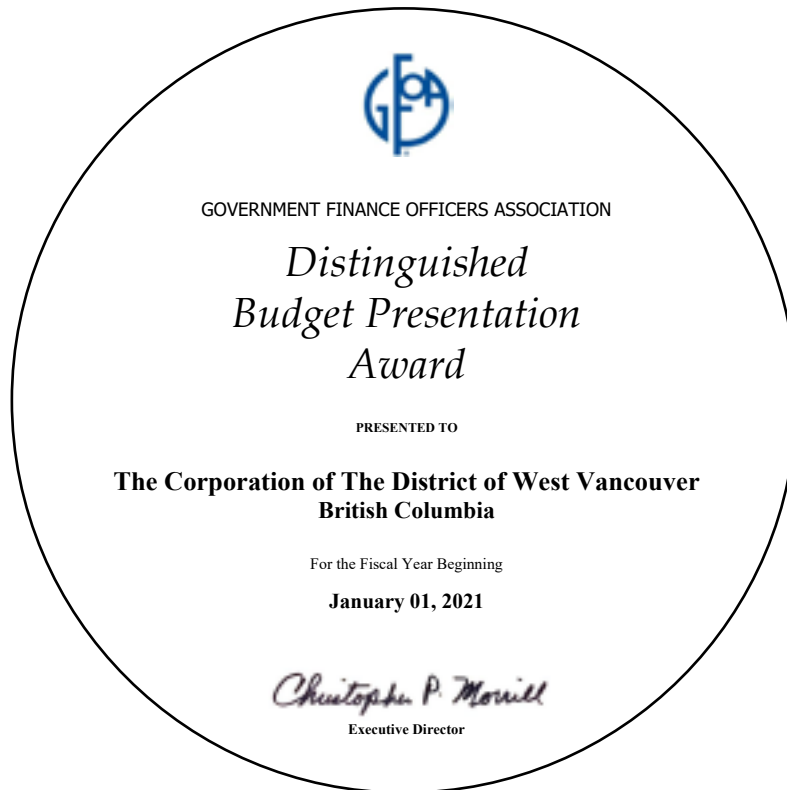 GFOA
GOVERNMENT FINANCE OFFICERS ASSOCIATION
Distinguished
Budget Presentation
Award
PRESENTED TO
The Corporation of The District of West Vancouver
British Columbia
For the Fiscal Year Beginning
January 01, 2021
Christopher P. Morrill
Executive Director